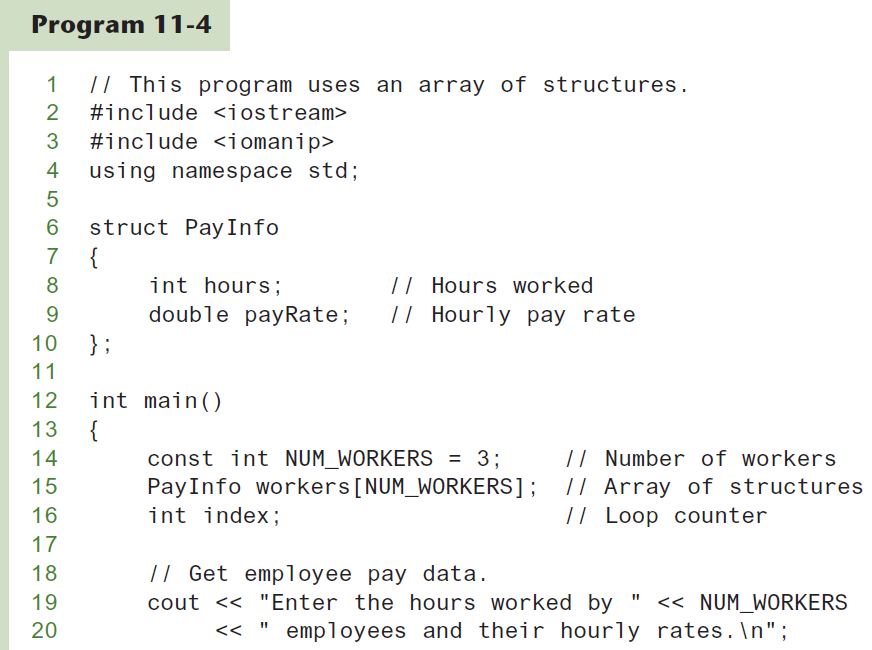 Program 11-4
1 // This program uses an array of structures.
2 #include <iostream>
3 #include <iomanip>
4 using namespace std;
5
6 struct PayInfo
7 {
8 int hours; // Hours worked
9 double payRate; // Hourly pay rate
10 };
11
12 int main()
13 {
14 const int NUM_WORKERS = 3; // Number of workers
15 PayInfo workers[NUM_WORKERS]; // Array of structures
16 int index; // Loop counter
17
18 // Get employee pay data.
19 cout << "Enter the hours worked by " << NUM_WORKERS
20 << " employees and their hourly rates.\n";